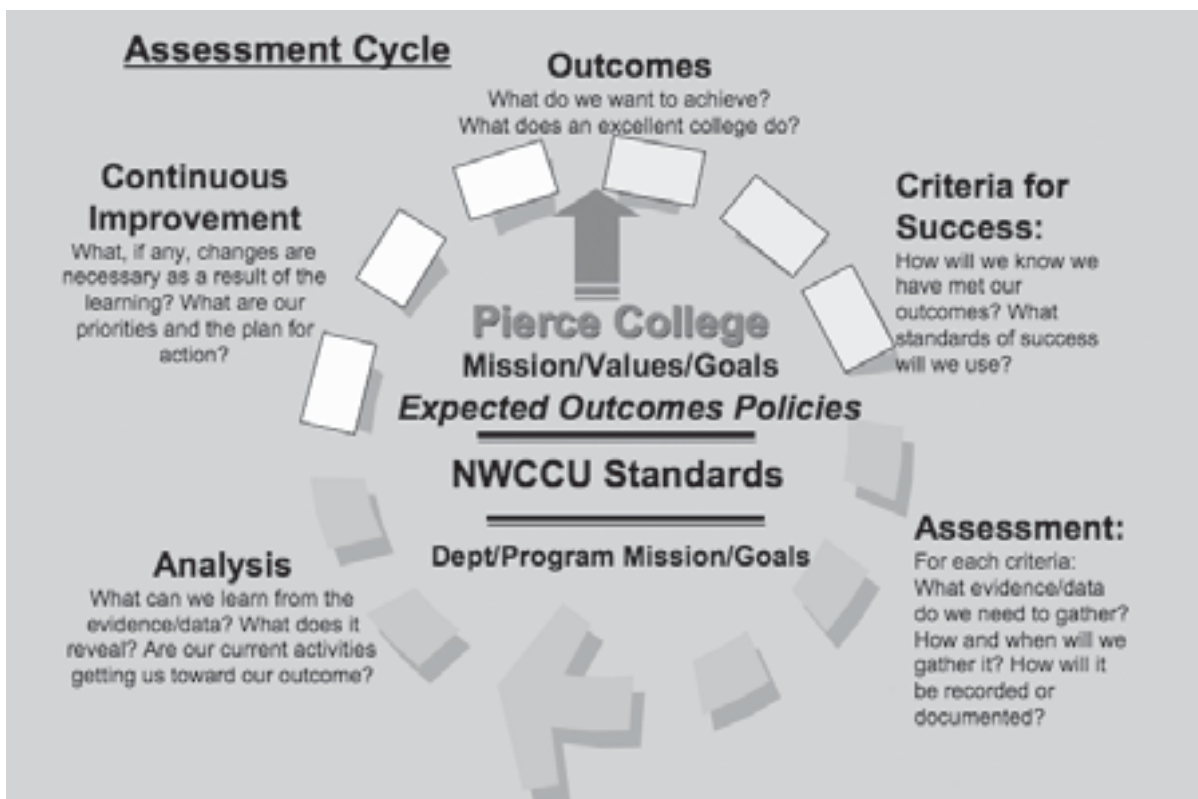 Assessment Cycle
Outcomes
What do we want to achieve?
What does an excellent college do?
Continuous
Improvement
What, if any, changes are
necessary as a result of the
learning? What are our
priorities and the plan for
action?
Criteria for
Success:
How will we know we
have met our
outcomes? What
standards of success
will we use?
Pierce College
Mission/Values/Goals
Expected Outcomes Policies
NWCCU Standards
Dept/Program Mission/Goals
Analysis
What can we learn from the
evidence/data? What does it
reveal? Are our current activities
getting us toward our outcome?
Assessment:
For each criteria:
What evidence/data
do we need to gather?
How and when will we
gather it? How will it
be recorded or
documented?